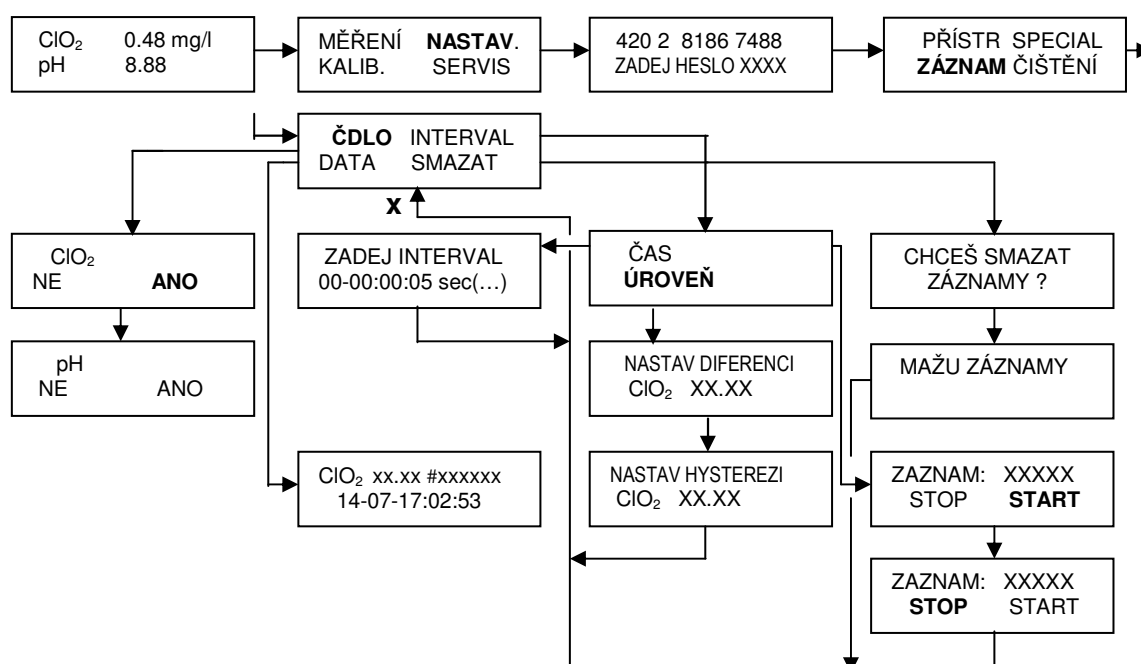 ClO₂ 0.48 mg/l
pH 8.88
MĚŘENÍ NASTAV.
KALIB. SERVIS
420 2 8186 7488
ZADEJ HESLO XXXX
PŘÍSTR SPECIAL
ZÁZNAM ČIŠTĚNÍ
ČDLO INTERVAL
DATA SMAZAT
X
ClO₂
NE ANO
ZADEJ INTERVAL
00-00:00:05 sec(…)
ČAS
ÚROVEŇ
CHCEŠ SMAZAT
ZÁZNAMY ?
pH
NE ANO
NASTAV DIFERENCI
ClO₂ XX.XX
MAŽU ZÁZNAMY
ClO₂ xx.xx #xxxxxx
14-07-17:02:53
NASTAV HYSTEREZI
ClO₂ XX.XX
ZAZNAM: XXXXX
STOP START
ZAZNAM: XXXXX
STOP START